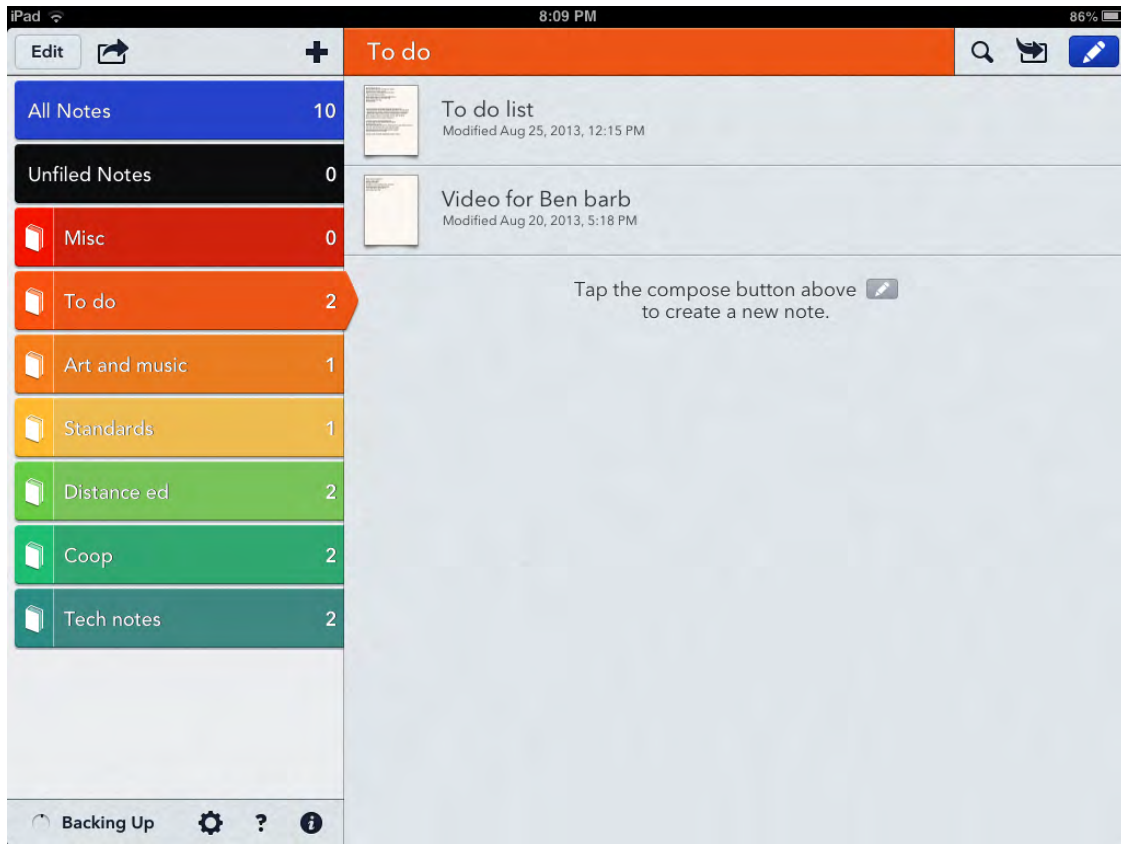 iPad 8:09 PM 86%
Edit
To do
All Notes 10
Unfiled Notes 0
Misc 0
To do 2
Art and music 1
Standards 1
Distance ed 2
Coop 2
Tech notes 2
Backing Up ?
To do list
Modified Aug 25, 2013, 12:15 PM
Video for Ben barb
Modified Aug 20, 2013, 5:18 PM
Tap the compose button above
to create a new note.